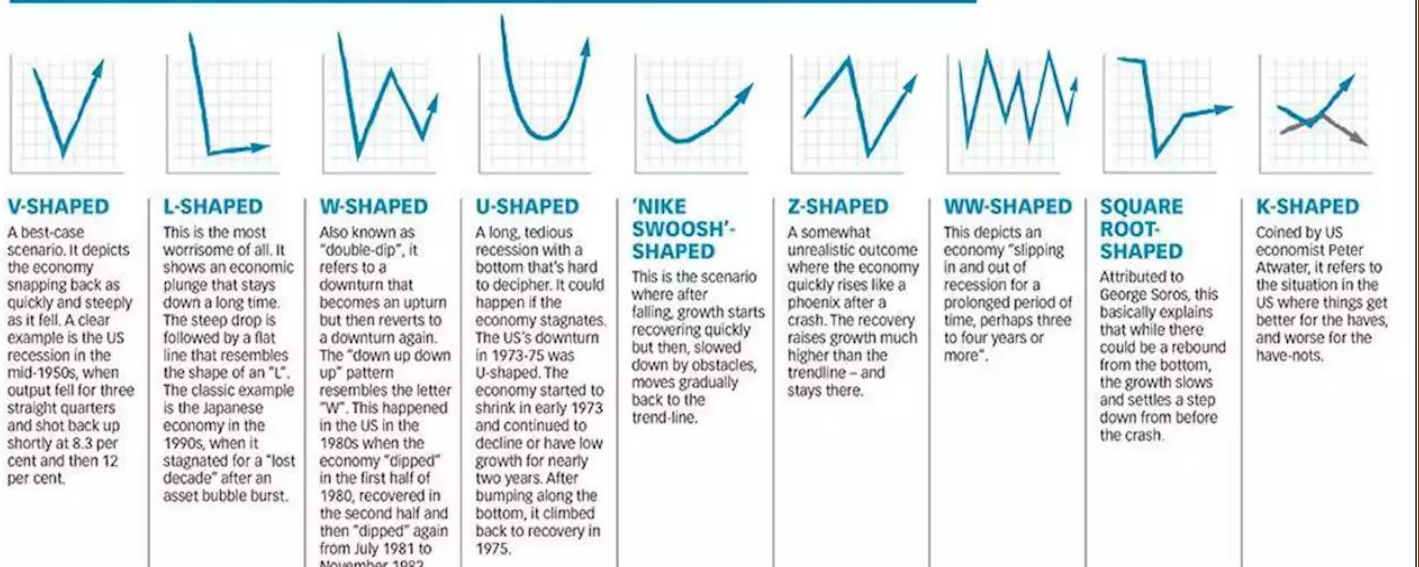 V-SHAPED
A best-case
scenario. It depicts
the economy
snapping back as
quickly and steeply
as it fell. A clear
example is the US
recession in the
mid-1950s, when
output fell for three
straight quarters
and shot back up
shortly at 8.3 per
cent and then 12
per cent.
L-SHAPED
This is the most
worrisome of all. It
shows an economic
plunge that stays
down a long time.
The steep drop is
followed by a flat
line that resembles
the shape of an "L".
The classic example
is the Japanese
economy in the
1990s, when it
stagnated for a "lost
decade" after an
asset bubble burst.
W-SHAPED
Also known as
"double-dip", it
refers to a
downturn that
becomes an upturn
but then reverts to
a downturn again.
The "down up down
up" pattern
resembles the letter
"W". This happened
in the US in the
1980s when the
economy "dipped"
in the first half of
1980, recovered in
the second half and
then "dipped" again
from July 1981 to
November 1982
U-SHAPED
A long, tedious
recession with a
bottom that's hard
to decipher. It could
happen if the
economy stagnates.
The US's downturn
in 1973-75 was
U-shaped. The
economy started to
shrink in early 1973
and continued to
decline or have low
growth for nearly
two years. After
bumping along the
bottom, it climbed
back to recovery in
1975.
'NIKE
SWOOSH'-
SHAPED
This is the scenario
where after
falling, growth starts
recovering quickly
but then, slowed
down by obstacles,
moves gradually
back to the
trend-line.
Z-SHAPED
A somewhat
unrealistic outcome
where the economy
quickly rises like a
phoenix after a
crash. The recovery
raises growth much
higher than the
trendline – and
stays there.
WW-SHAPED
This depicts an
economy "slipping
in and out of
recession for a
prolonged period of
time, perhaps three
to four years or
more".
SQUARE
ROOT-
SHAPED
Attributed to
George Soros, this
basically explains
that while there
could be a rebound
from the bottom,
the growth slows
and settles a step
down from before
the crash.
K-SHAPED
Coined by US
economist Peter
Atwater, it refers to
the situation in the
US where things get
better for the haves,
and worse for the
have-nots.